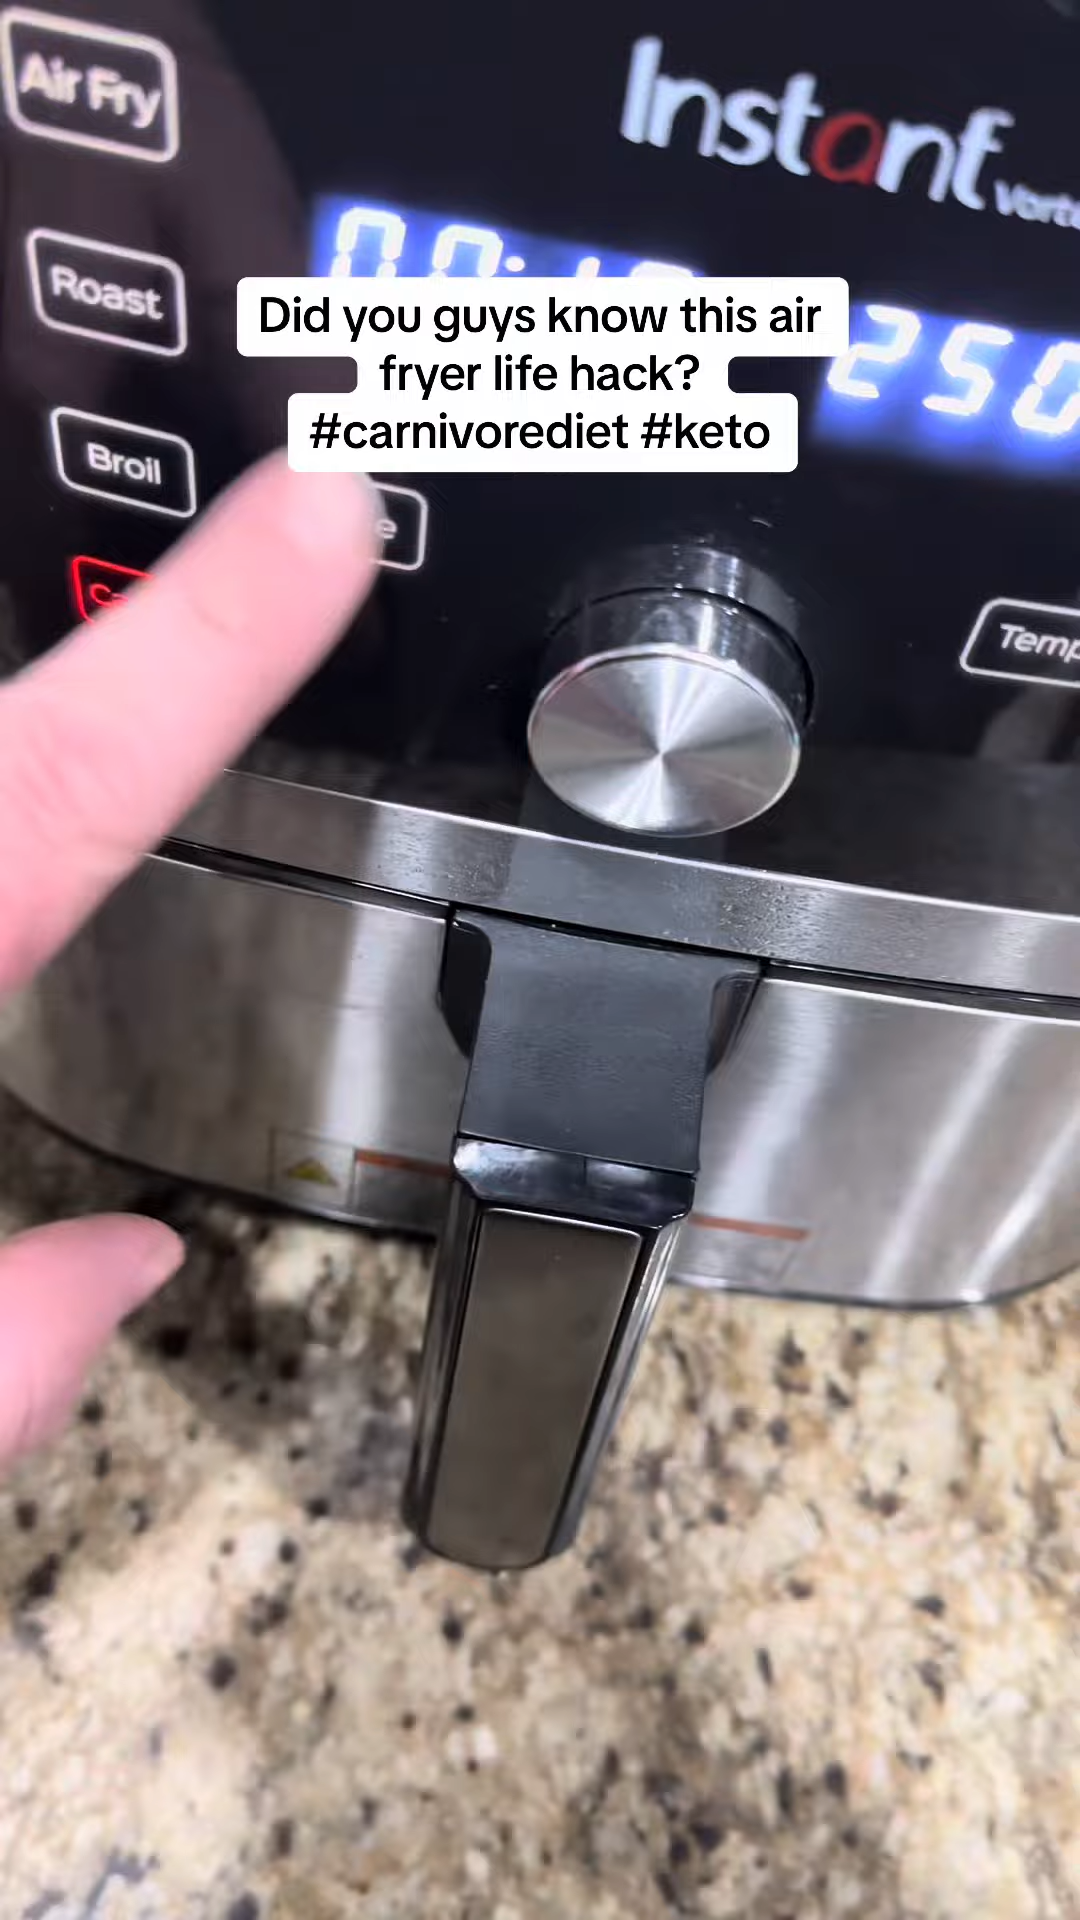 Air Fry
Instant
Roast
Did you guys know this air
fryer life hack?
#carnivorediet #keto
250
Broil
Temp